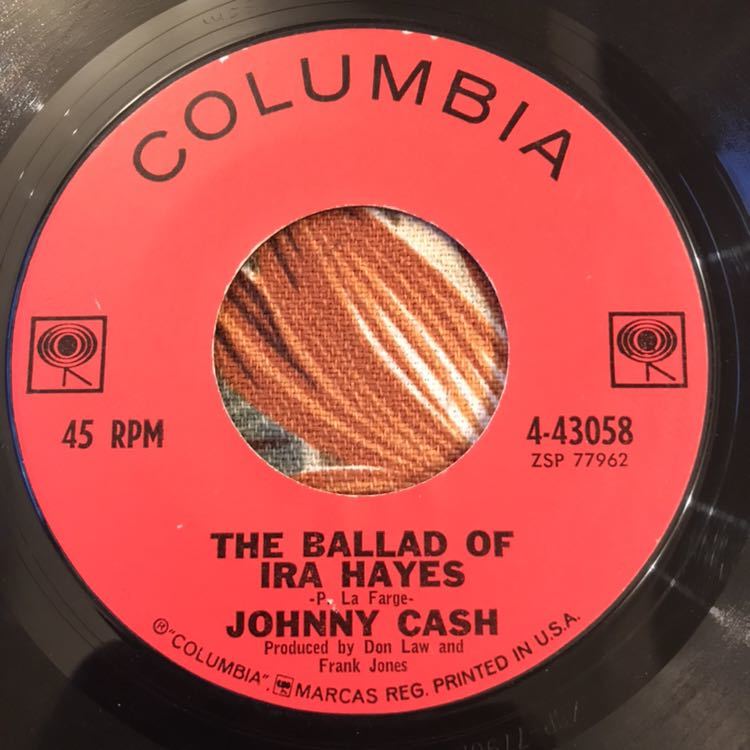 COLUMBIA
45 RPM
4-43058
ZSP 77962
THE BALLAD OF
IRA HAYES
-P. La Farge-
JOHNNY CASH
Produced by Don Law and
Frank Jones
℗"COLUMBIA", MARCAS REG. PRINTED IN U.S.A.